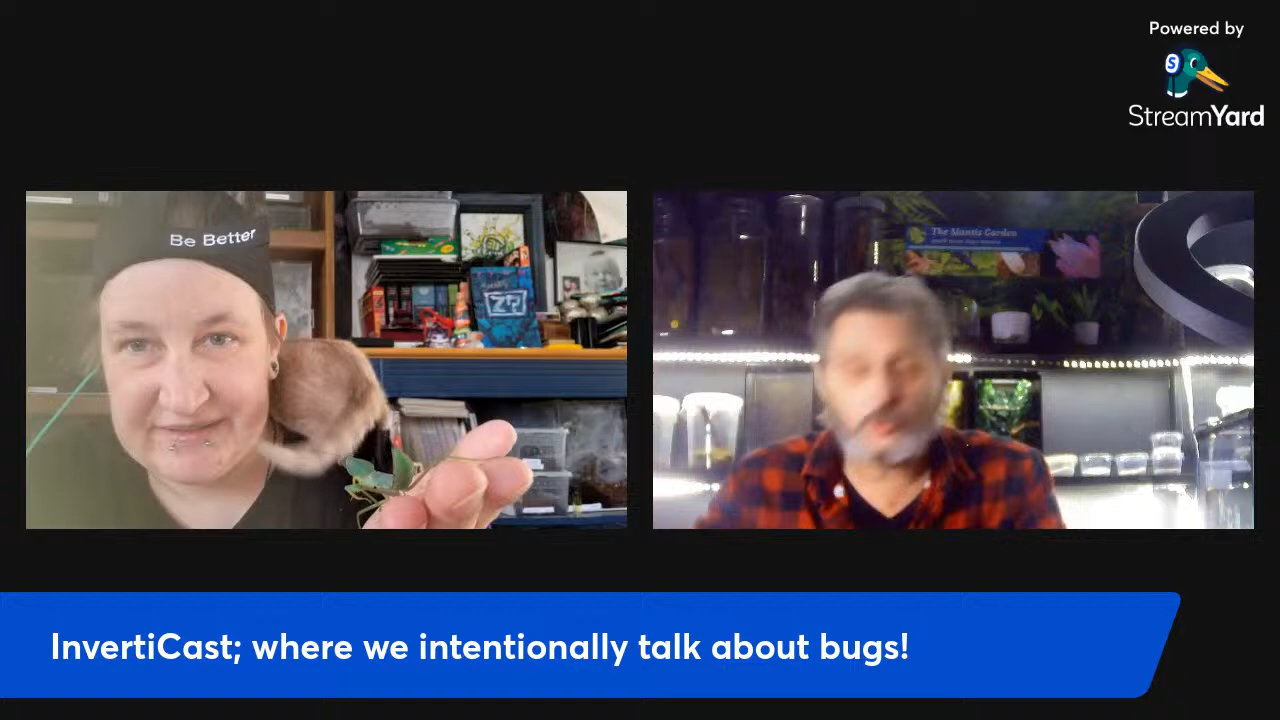 Powered by
S
StreamYard
Be Better
The Mantis Garden
InvertiCast; where we intentionally talk about bugs!